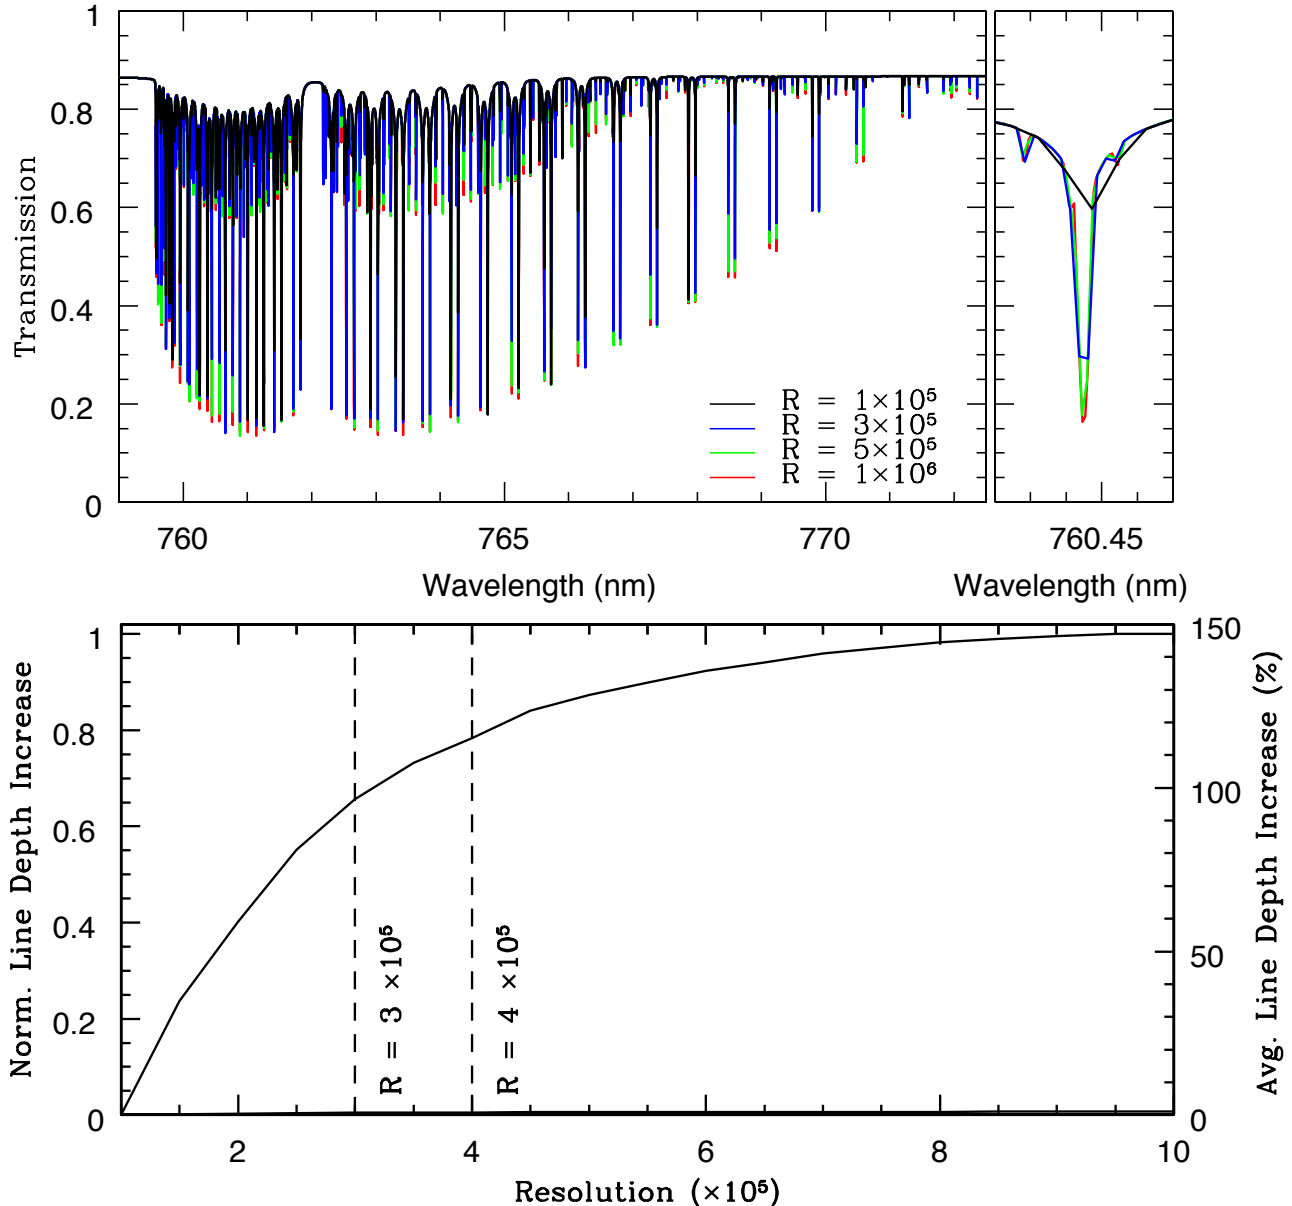 1
0.8
0.6
0.4
0.2
0
Transmission
R = 1×10⁵
R = 3×10⁵
R = 5×10⁵
R = 1×10⁶
760
765
770
760.45
Wavelength (nm)
Wavelength (nm)
1
0.8
0.6
0.4
0.2
0
Norm. Line Depth Increase
R = 3 ×10⁵
R = 4 ×10⁵
150
100
50
0
Avg. Line Depth Increase (%)
2
4
6
8
10
Resolution (×10⁵)